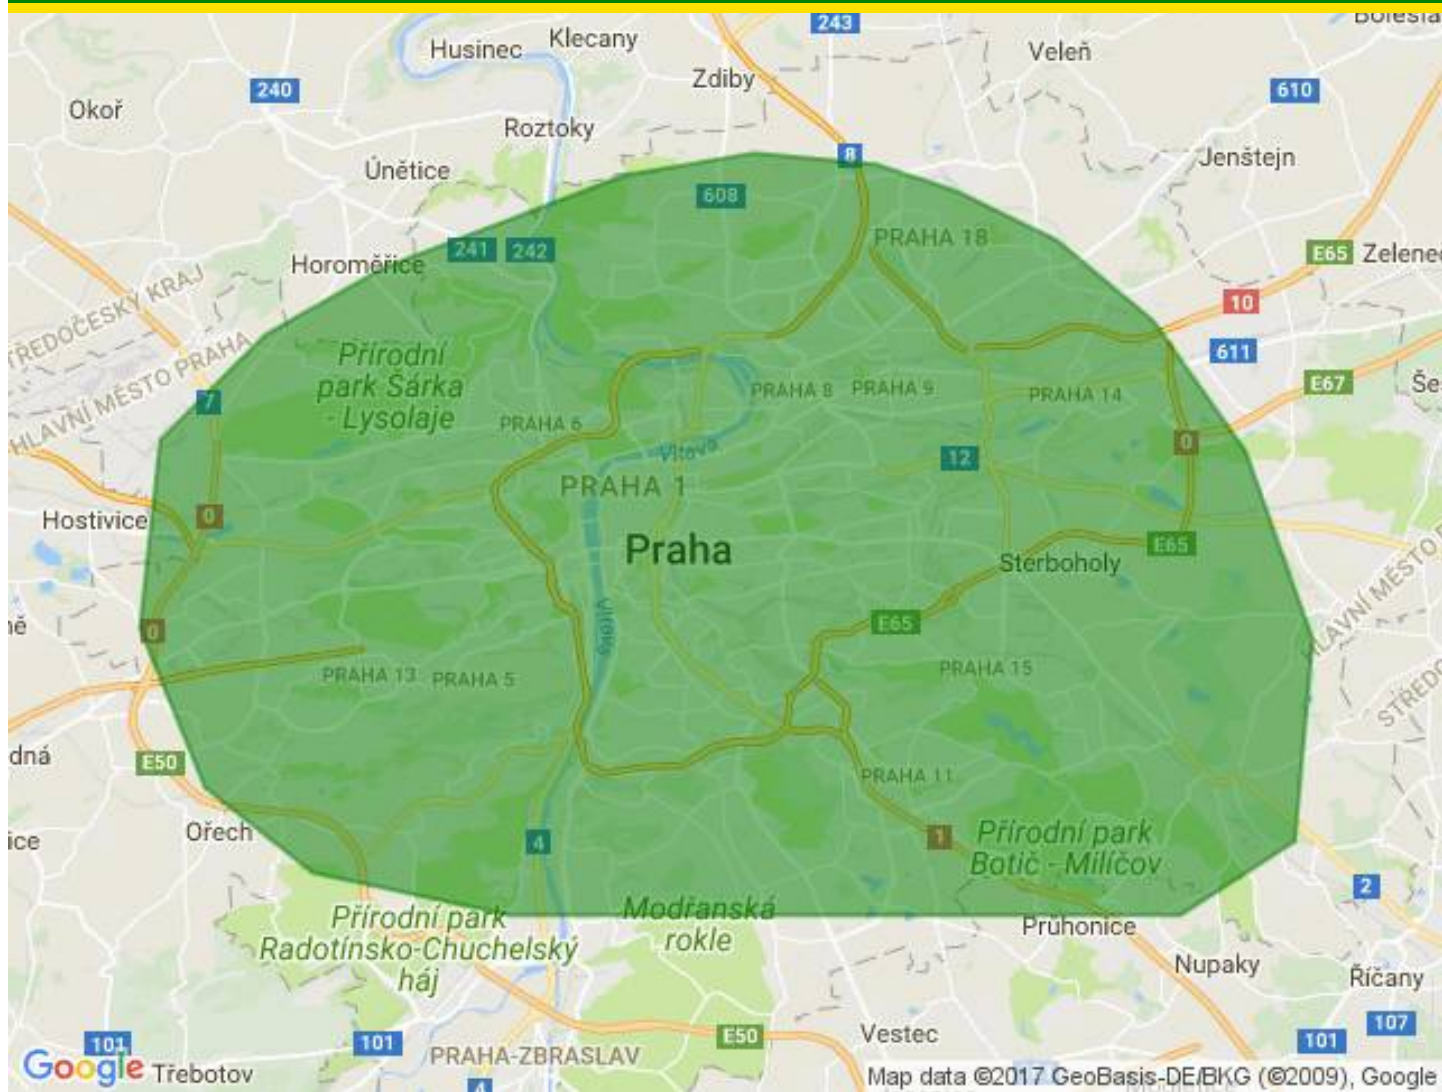 243
Husinec
Klecany
Veleň
Zdiby
240
610
Okoř
Roztoky
8
Jenštejn
Únětice
608
PRAHA 18
241
242
E65
Zelene
Horoměřice
10
STŘEDOČESKÝ KRAJ
HLAVNÍ MĚSTO PRAHA
611
Přírodní
park Šárka
- Lysolaje
PRAHA 8
PRAHA 9
PRAHA 14
E67
Še
7
PRAHA 6
Vltava
12
0
PRAHA 1
0
Hostivice
Praha
E65
Sterboholy
HLAVNÍ MĚSTO
E65
0
Vltava
PRAHA 15
PRAHA 13
PRAHA 5
STŘEDO
dná
E50
PRAHA 11
Ořech
ice
4
1
Přírodní park
Botič - Milíčov
2
Přírodní park
Radotínsko-Chuchelský
háj
Modřanská
rokle
Průhonice
Nupaky
Říčany
101
101
E50
Vestec
101
107
PRAHA-ZBRASLAV
Google
Třebotov
4
Map data ©2017 GeoBasis-DE/BKG (©2009), Google